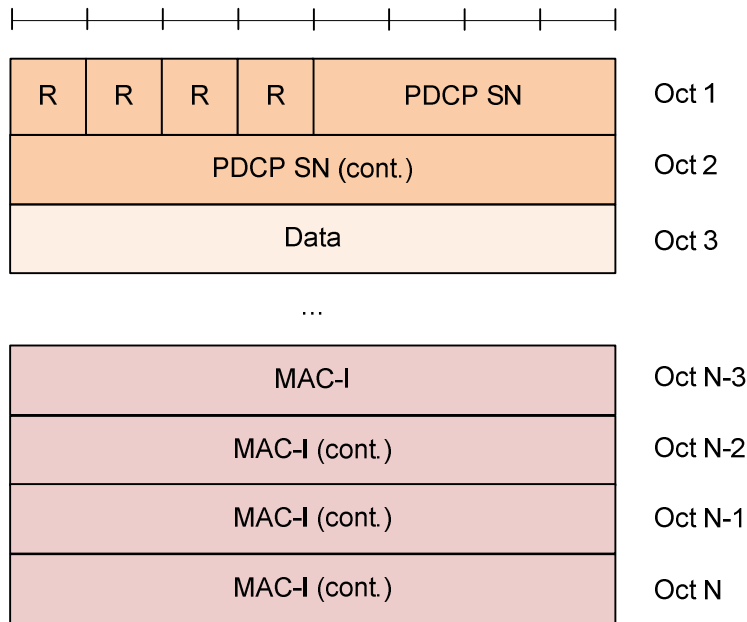 R R R R PDCP SN Oct 1
PDCP SN (cont.) Oct 2
Data Oct 3
...
MAC-I Oct N-3
MAC-I (cont.) Oct N-2
MAC-I (cont.) Oct N-1
MAC-I (cont.) Oct N